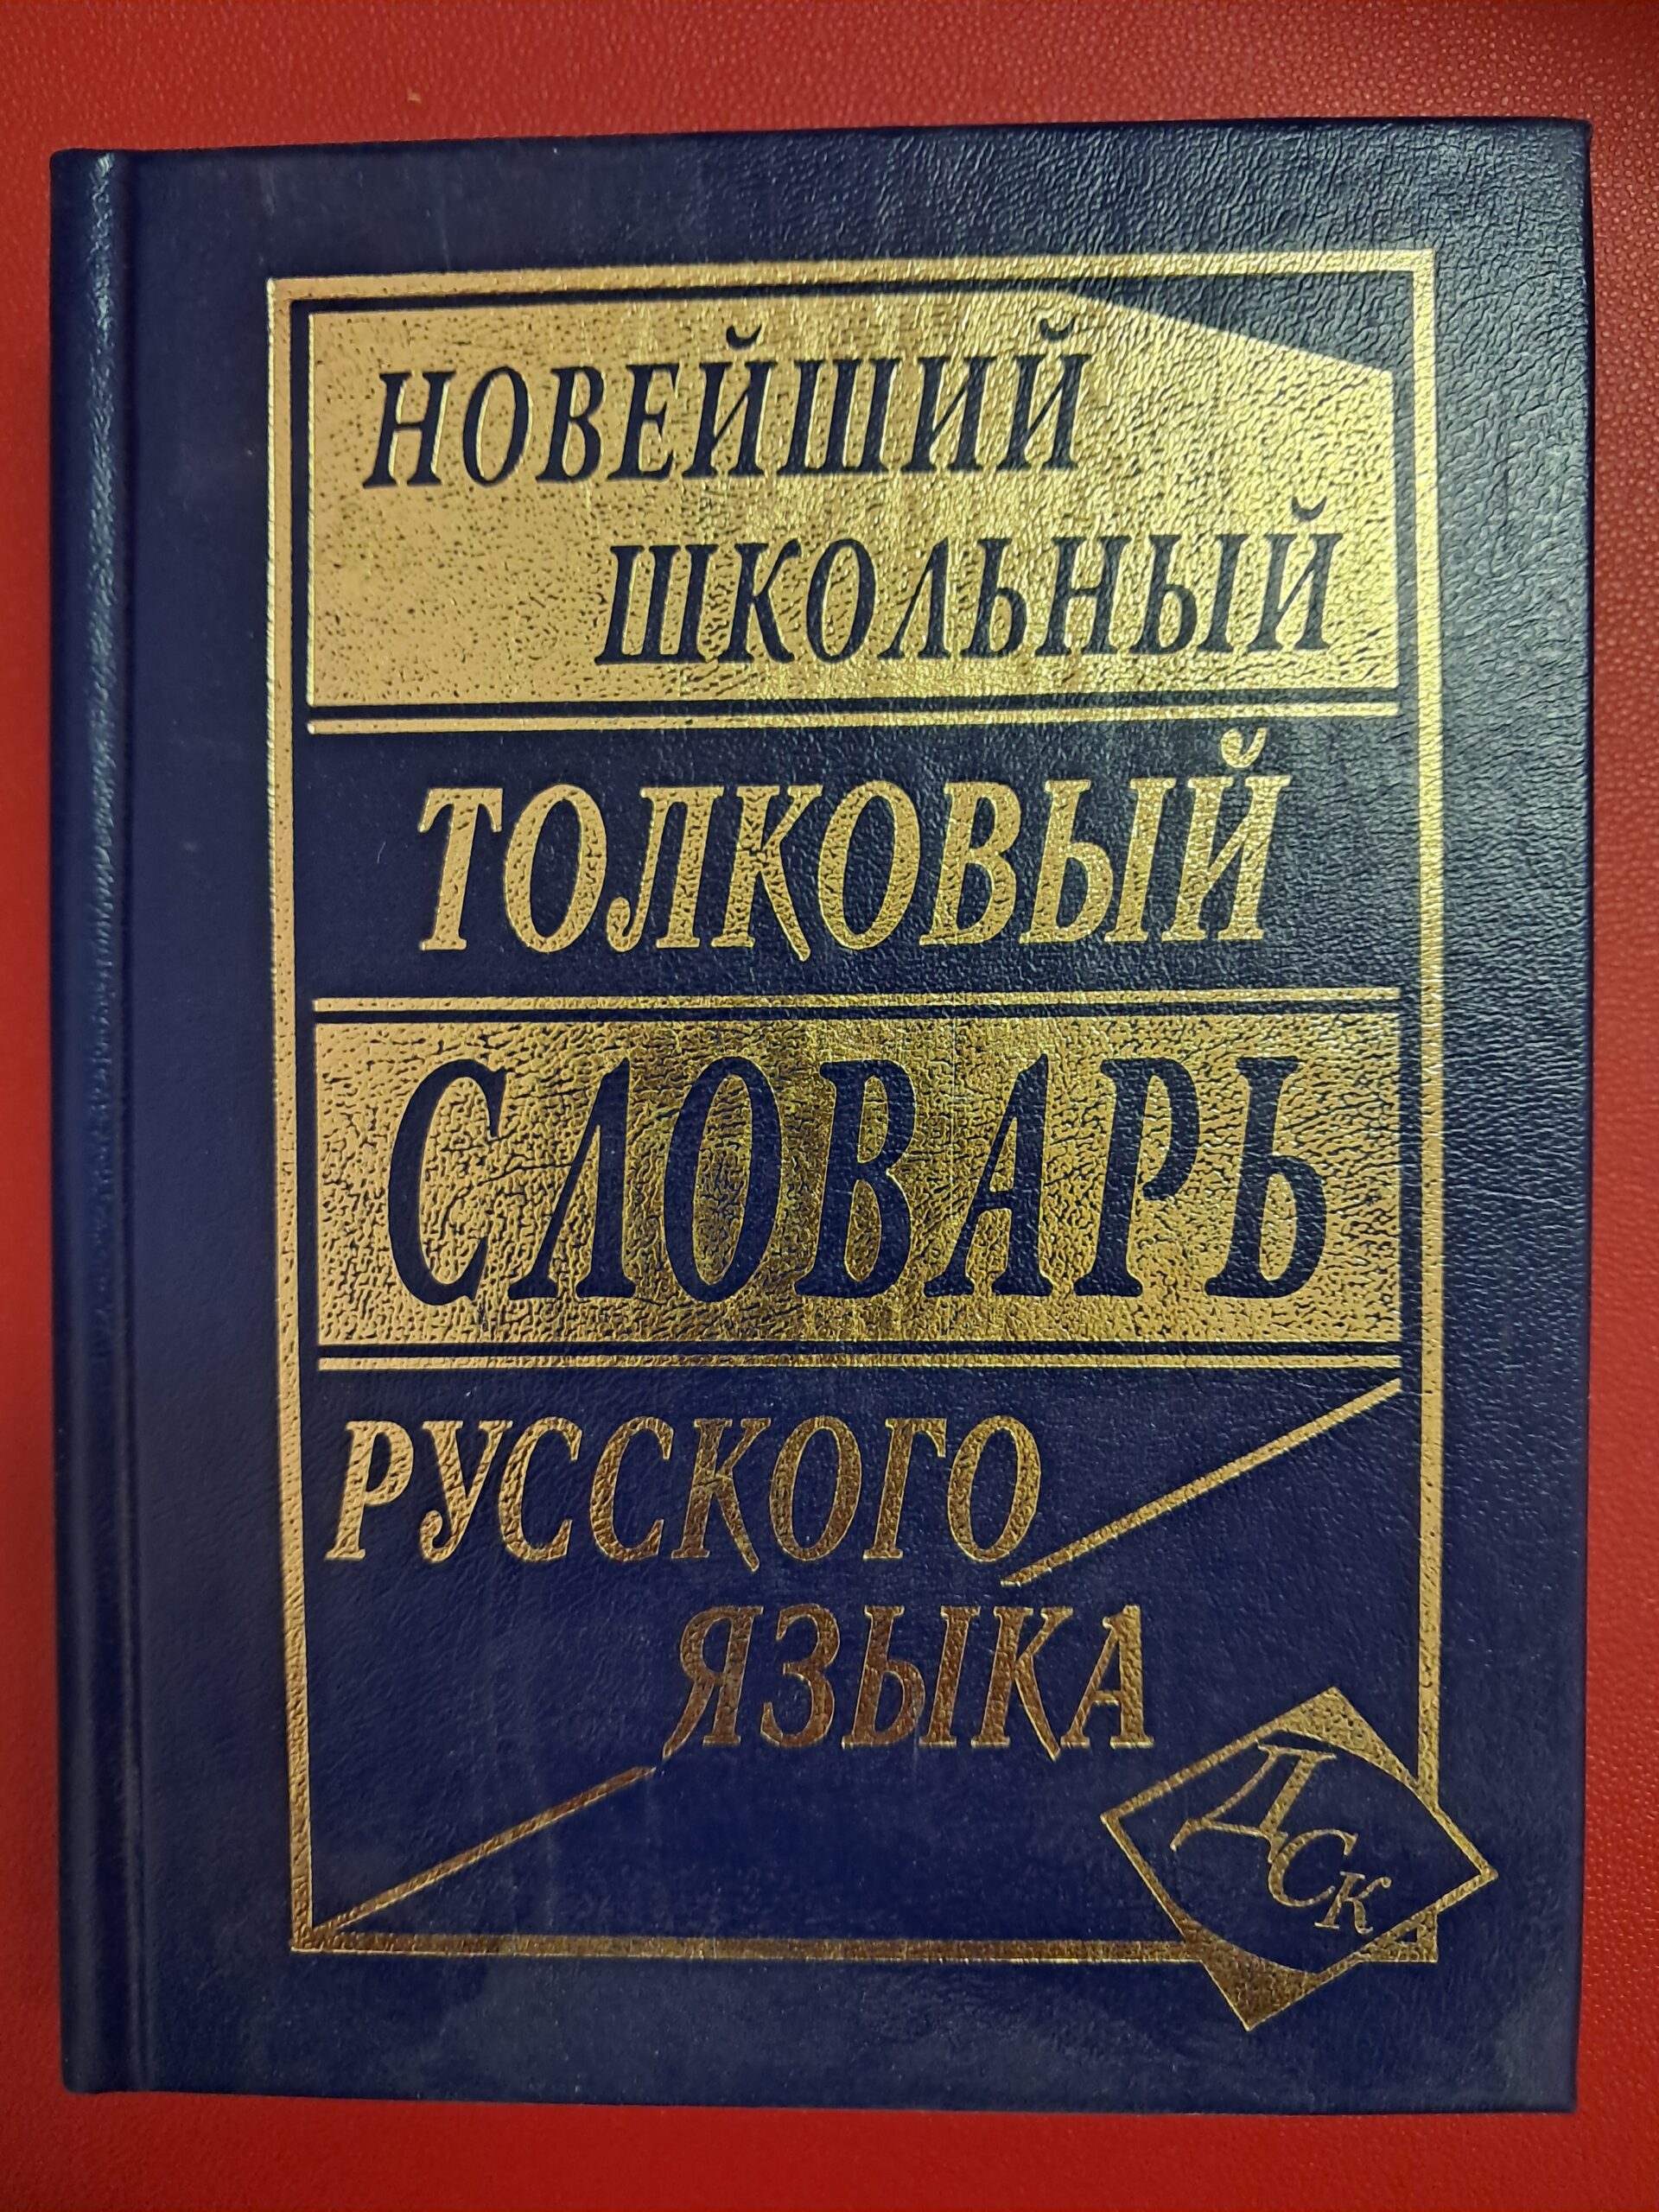 НОВЕЙШИЙ
ШКОЛЬНЫЙ
ТОЛКОВЫЙ
СЛОВАРЬ
РУССКОГО
ЯЗЫКА
ДСК